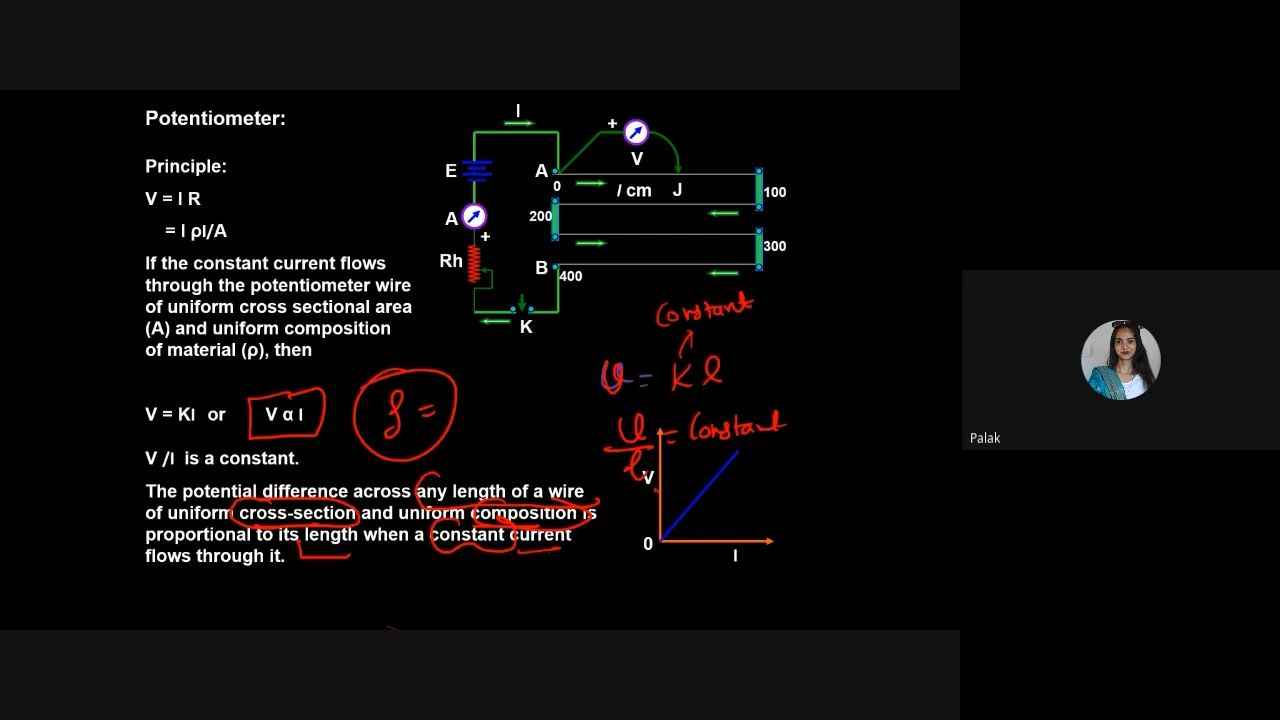 Potentiometer:
Principle:
V = I R
= I ρl/A
If the constant current flows
through the potentiometer wire
of uniform cross sectional area
(A) and uniform composition
of material (ρ), then
V = Kl or V α l
ρ =
V /l is a constant.
The potential difference across any length of a wire
of uniform cross-section and uniform composition is
proportional to its length when a constant current
flows through it.
I
+
V
E
A
0
l cm
J
100
A
200
+
Rh
300
B
400
K
Constant
V = K l
V/l = Constant
V
0
l
Palak